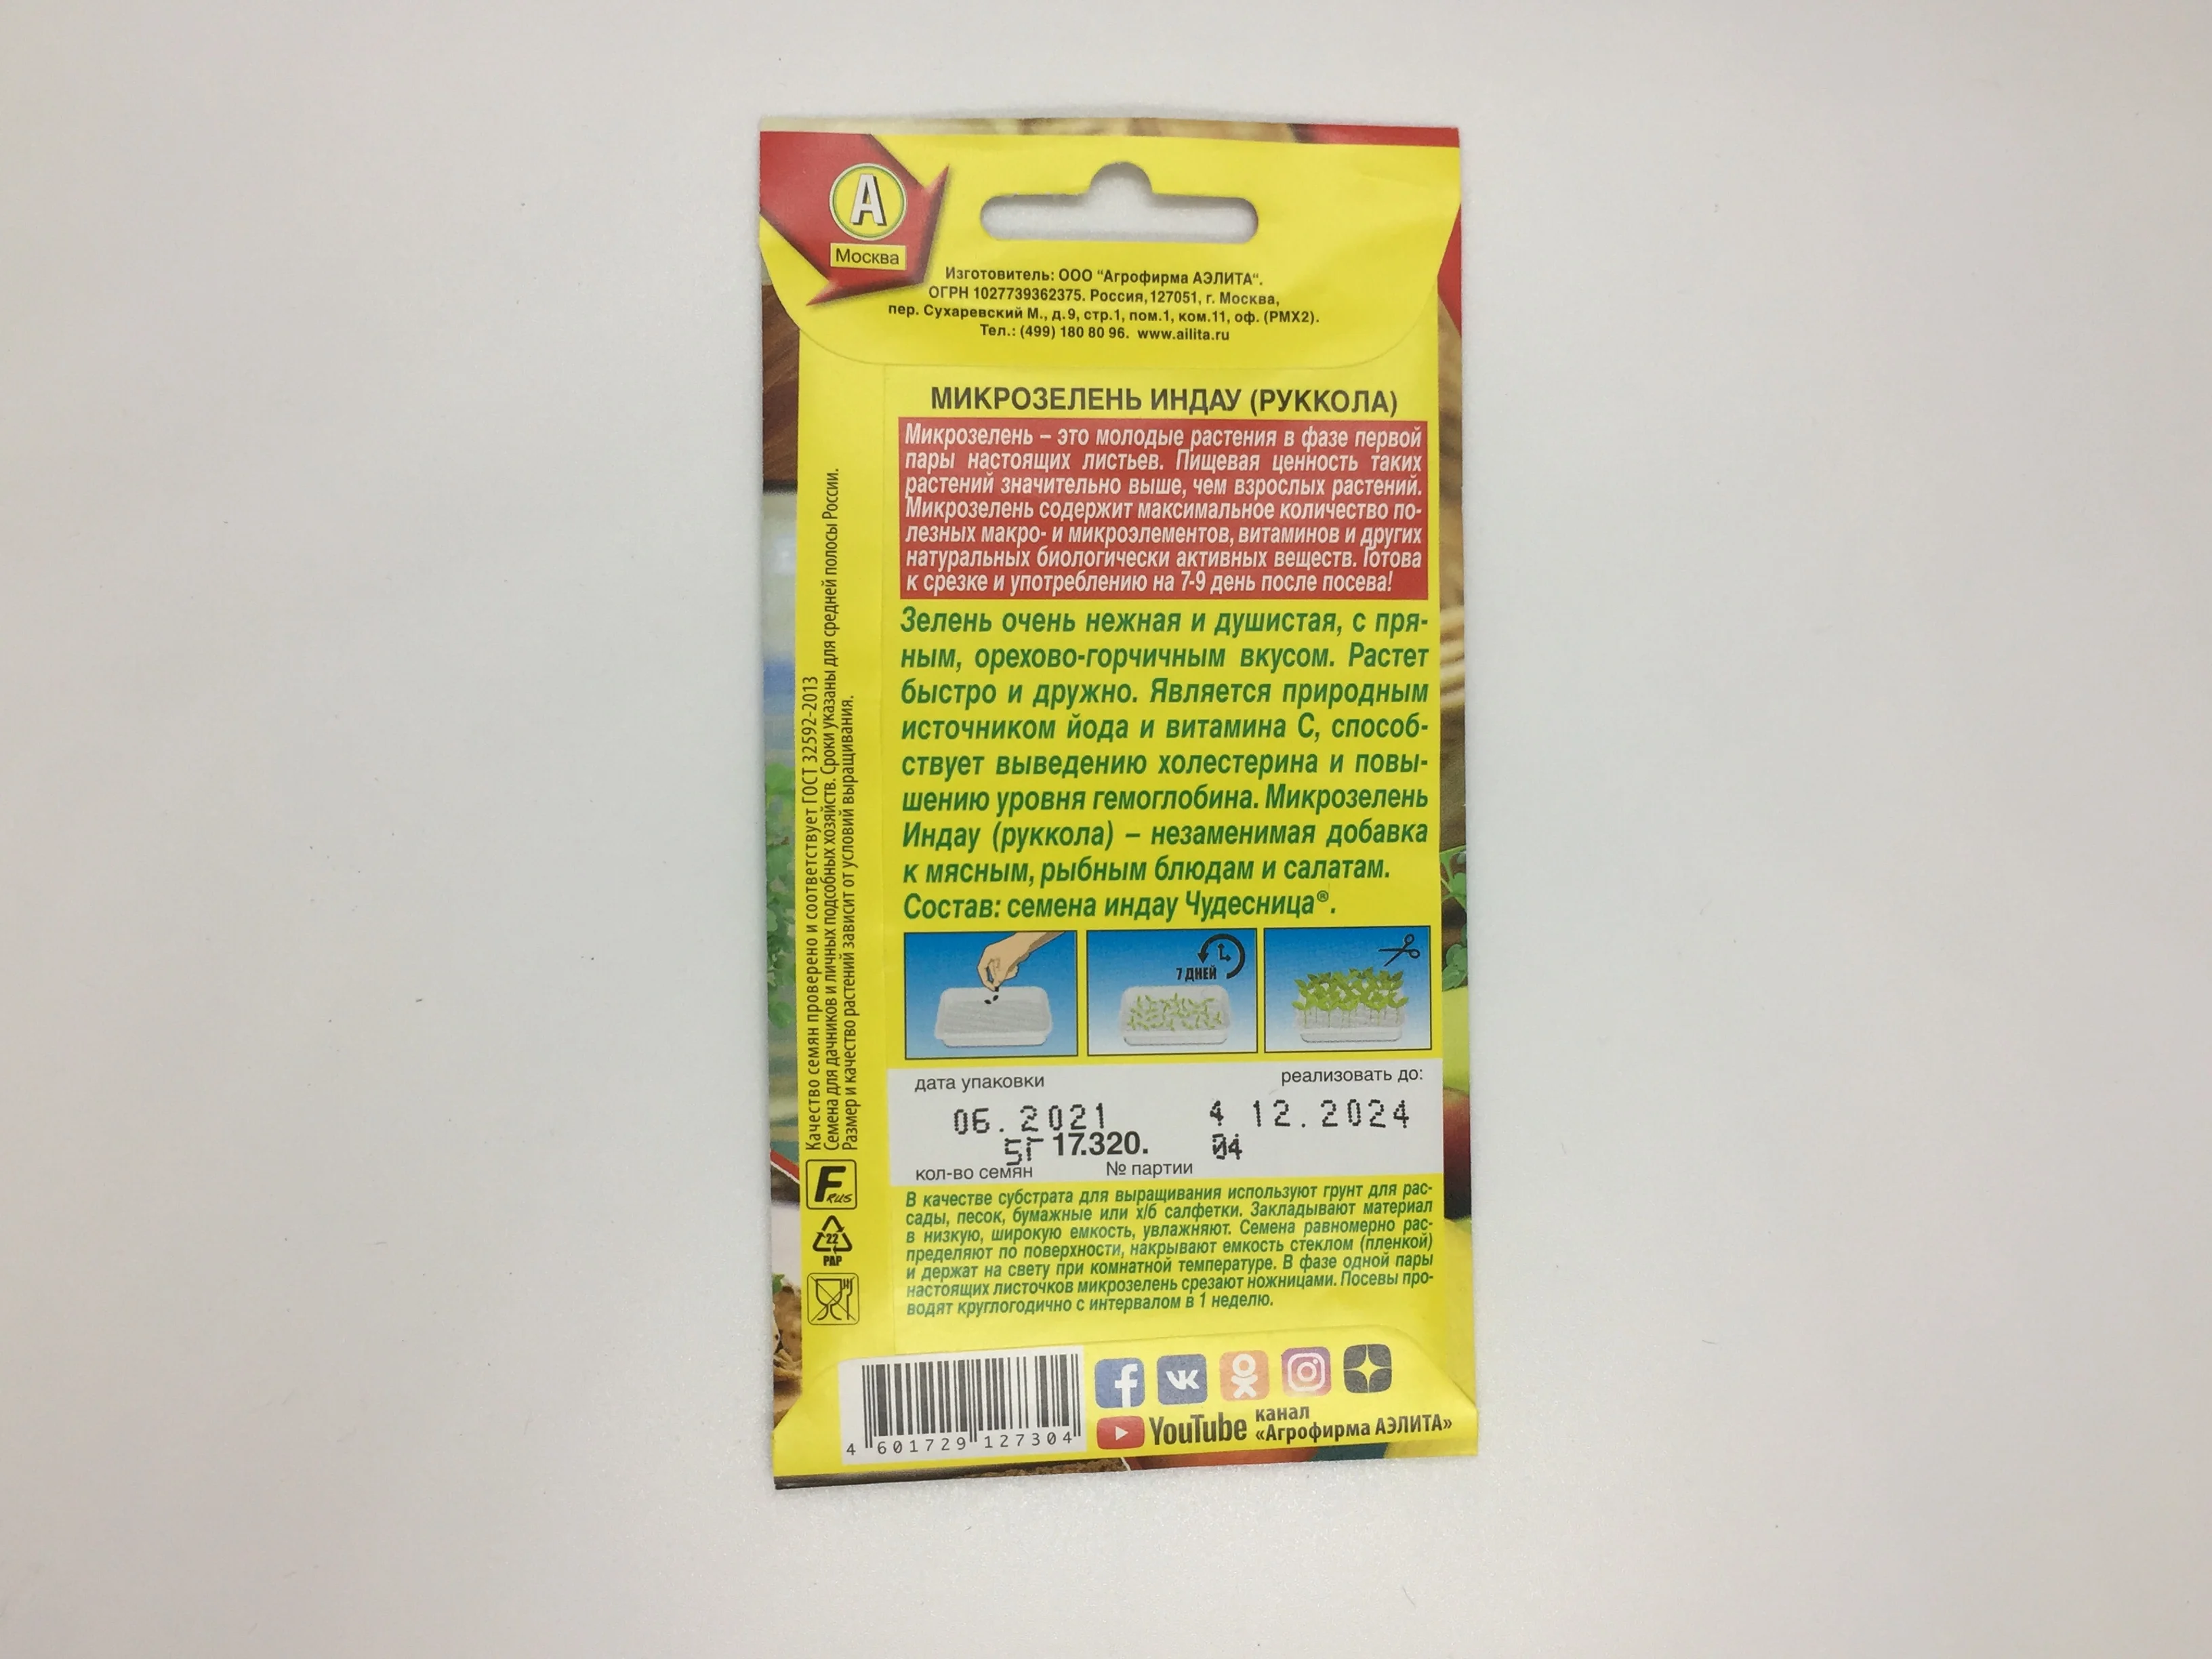 А
Москва
Изготовитель: ООО "Агрофирма АЭЛИТА".
ОГРН 1027739362375. Россия, 127051, г. Москва,
пер. Сухаревский М., д.9, стр.1, пом.1, ком.11, оф. (РМХ2).
Тел.: (499) 180 80 96. www.ailita.ru
МИКРОЗЕЛЕНЬ ИНДАУ (РУККОЛА)
Микрозелень – это молодые растения в фазе первой
пары настоящих листьев. Пищевая ценность таких
растений значительно выше, чем взрослых растений.
Микрозелень содержит максимальное количество по-
лезных макро- и микроэлементов, витаминов и других
натуральных биологически активных веществ. Готова
к срезке и употреблению на 7-9 день после посева!
Зелень очень нежная и душистая, с пря-
ным, орехово-горчичным вкусом. Растет
быстро и дружно. Является природным
источником йода и витамина С, способ-
ствует выведению холестерина и повы-
шению уровня гемоглобина. Микрозелень
Индау (руккола) – незаменимая добавка
к мясным, рыбным блюдам и салатам.
Состав: семена индау Чудесница®.
7 ДНЕЙ
дата упаковки реализовать до:
06.2021 4 12.2024
5г 17.320. 04
кол-во семян № партии
В качестве субстрата для выращивания используют грунт для рас-
сады, песок, бумажные или х/б салфетки. Закладывают материал
в низкую, широкую емкость, увлажняют. Семена равномерно рас-
пределяют по поверхности, накрывают емкость стеклом (пленкой)
и держат на свету при комнатной температуре. В фазе одной пары
настоящих листочков микрозелень срезают ножницами. Посевы про-
водят круглогодично с интервалом в 1 неделю.
Качество семян проверено и соответствует ГОСТ 32592-2013
Семена для дачников и личных подсобных хозяйств. Сроки указаны для средней полосы России.
Размер и качество растений зависит от условий выращивания.
F RUS
22
PAP
4 601729 127304
YouTube канал
«Агрофирма АЭЛИТА»